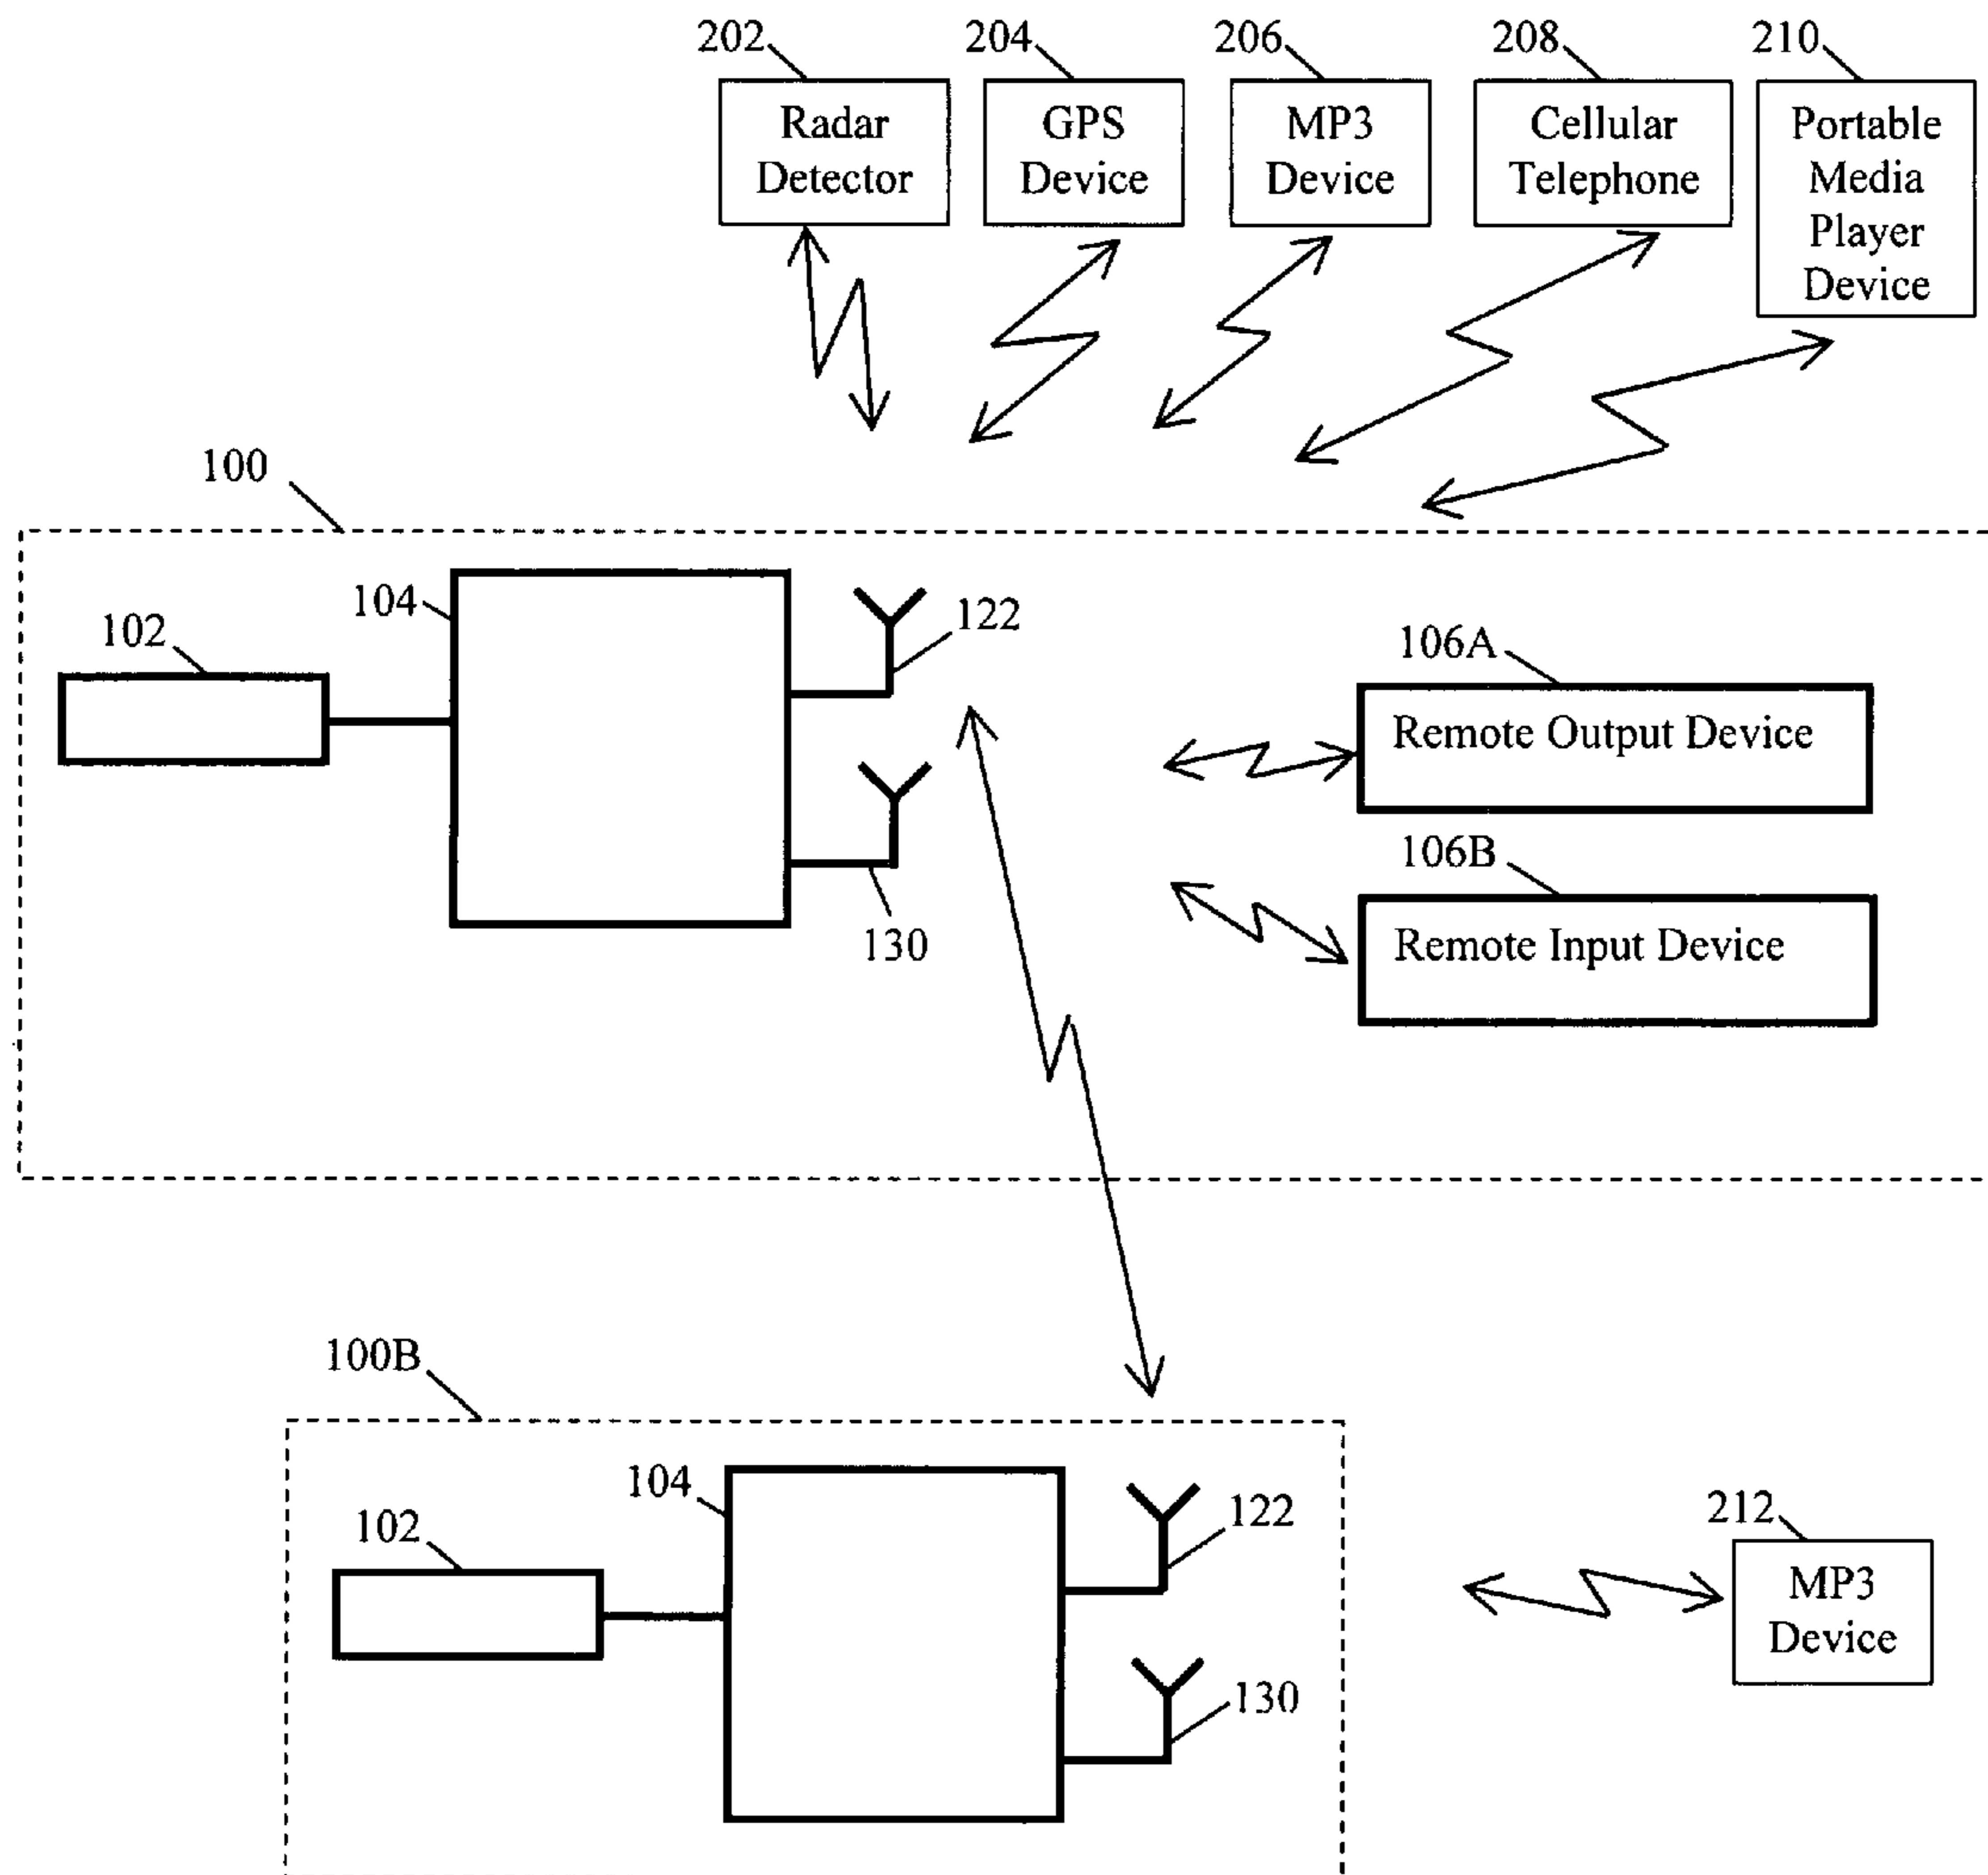 202
204
206
208
210
Radar
Detector
GPS
Device
MP3
Device
Cellular
Telephone
Portable
Media
Player
Device
100
102
104
122
130
106A
Remote Output Device
106B
Remote Input Device
100B
102
104
122
130
212
MP3
Device